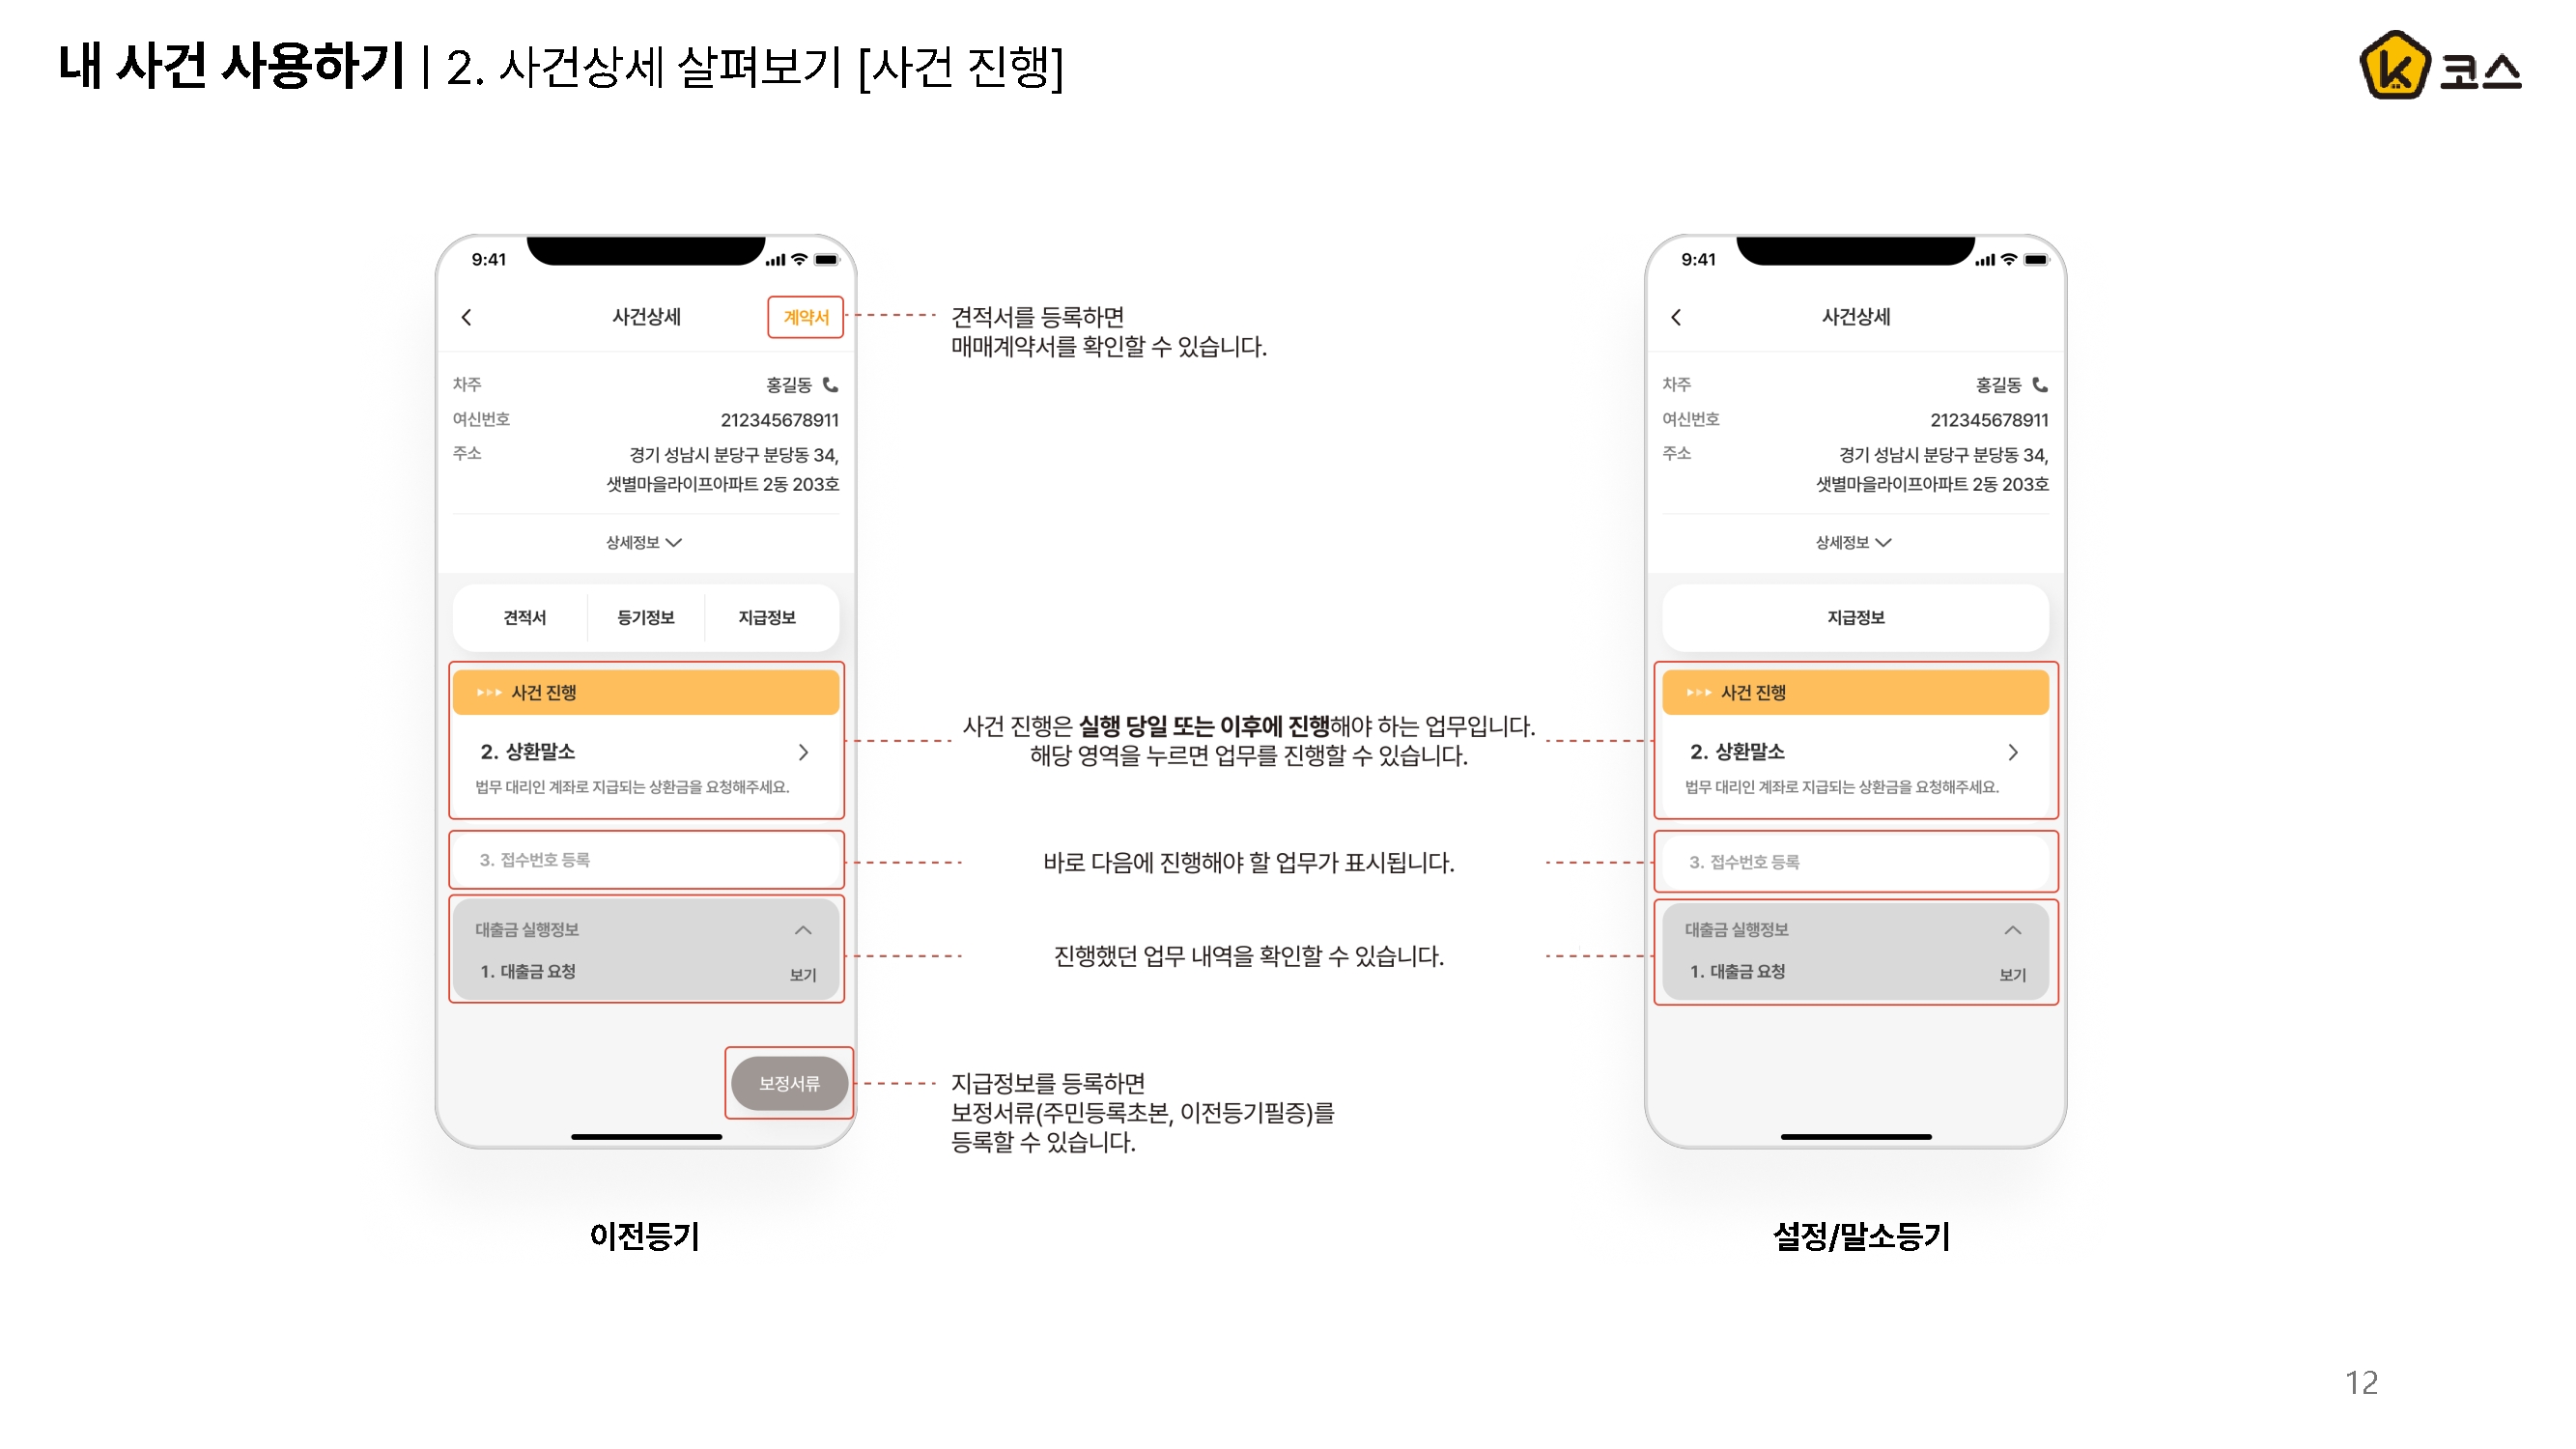 내 사건 사용하기 | 2. 사건상세 살펴보기 [사건 진행]
k 코스
9:41
사건상세
계약서
차주
홍길동
여신번호
212345678911
주소
경기 성남시 분당구 분당동 34,
샛별마을라이프아파트 2동 203호
상세정보
견적서
등기정보
지급정보
사건 진행
2. 상환말소
법무 대리인 계좌로 지급되는 상환금을 요청해주세요.
3. 접수번호 등록
대출금 실행정보
1. 대출금 요청
보기
보정서류
이전등기
견적서를 등록하면
매매계약서를 확인할 수 있습니다.
사건 진행은 실행 당일 또는 이후에 진행해야 하는 업무입니다.
해당 영역을 누르면 업무를 진행할 수 있습니다.
바로 다음에 진행해야 할 업무가 표시됩니다.
진행했던 업무 내역을 확인할 수 있습니다.
지급정보를 등록하면
보정서류(주민등록초본, 이전등기필증)를
등록할 수 있습니다.
9:41
사건상세
차주
홍길동
여신번호
212345678911
주소
경기 성남시 분당구 분당동 34,
샛별마을라이프아파트 2동 203호
상세정보
지급정보
사건 진행
2. 상환말소
법무 대리인 계좌로 지급되는 상환금을 요청해주세요.
3. 접수번호 등록
대출금 실행정보
1. 대출금 요청
보기
설정/말소등기
12